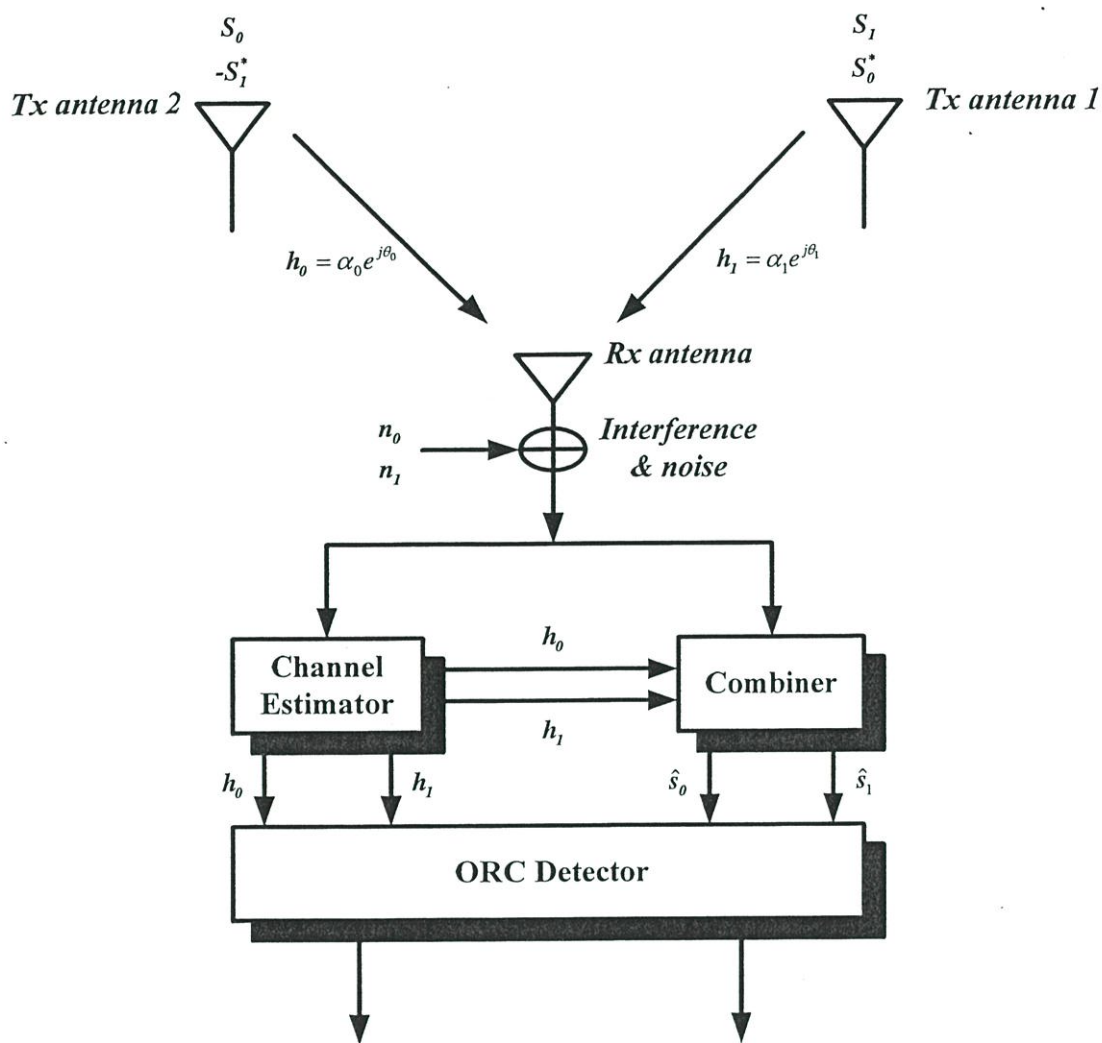 S₀
S₁
-S₁*
S₀*
Tx antenna 2
Tx antenna 1
h₀ = α₀e^{jθ₀}
h₁ = α₁e^{jθ₁}
Rx antenna
n₀
n₁
Interference
& noise
Channel
Estimator
h₀
h₁
Combiner
h₀
h₁
ŝ₀
ŝ₁
ORC Detector